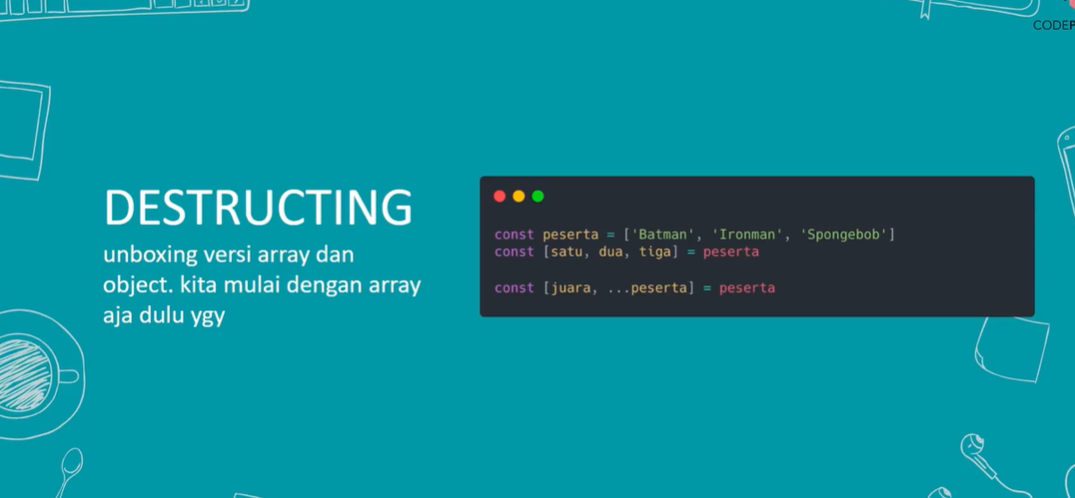 CODEP
DESTRUCTING
unboxing versi array dan
object. kita mulai dengan array
aja dulu ygy
const peserta = ['Batman', 'Ironman', 'Spongebob']
const [satu, dua, tiga] = peserta
const [juara, ...peserta] = peserta